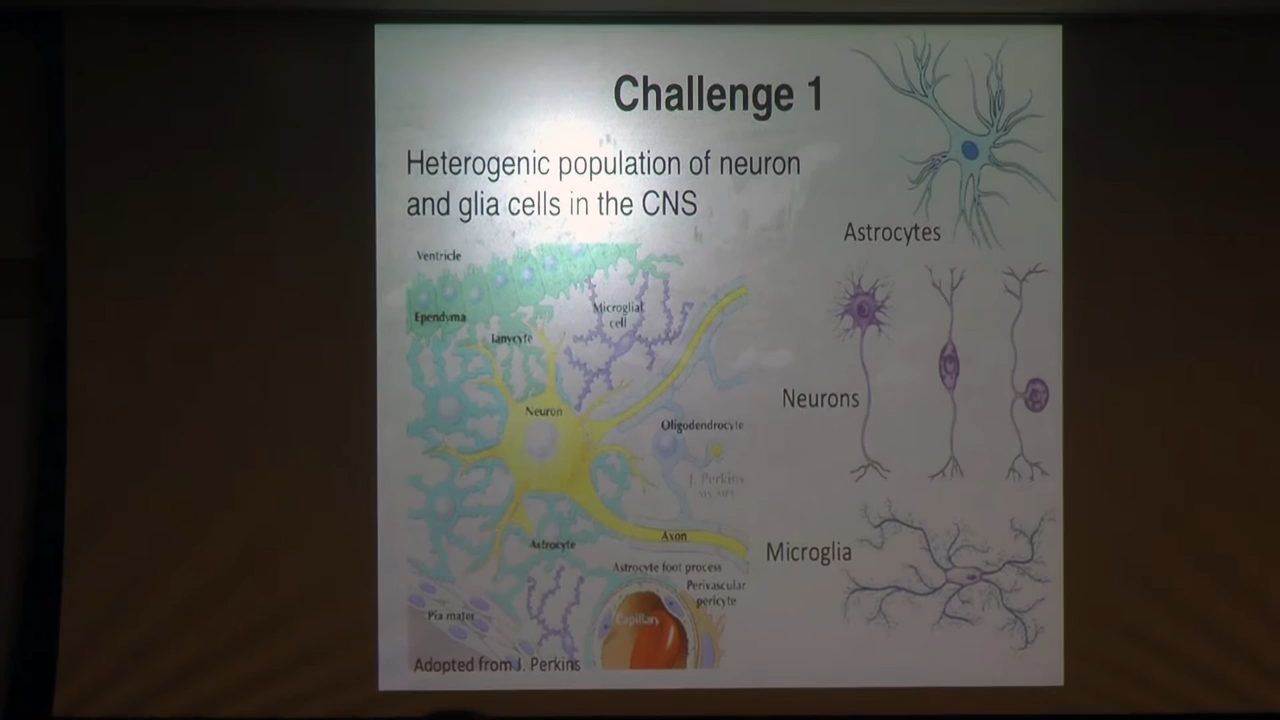 Challenge 1
Heterogenic population of neuron
and glia cells in the CNS
Astrocytes
Ventricle
Ependyma
Tanycyte
Microglial
cell
Neuron
Oligodendrocyte
J. Perkins
Astrocyte
Axon
Astrocyte foot process
Perivascular
pericyte
Pia mater
Capillary
Adopted from J. Perkins
Neurons
Microglia